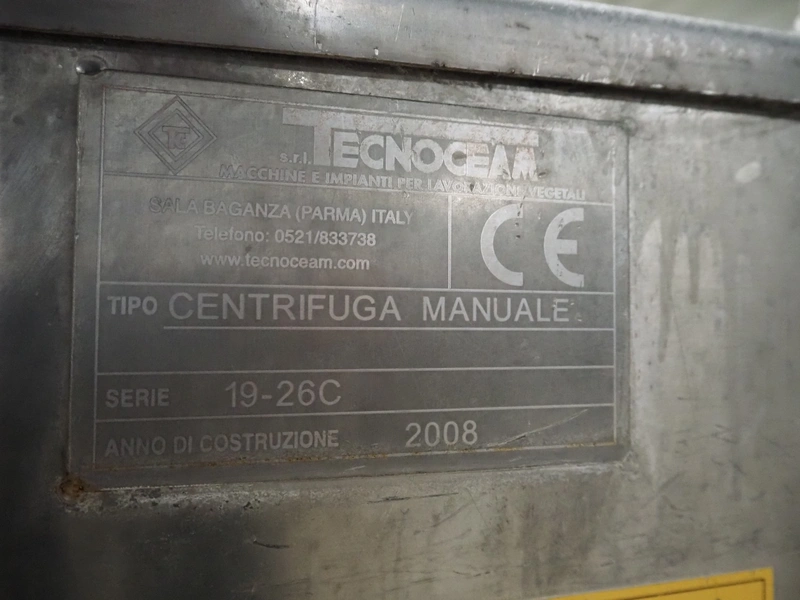 TE
TECNOCEAM
s.r.l.
MACCHINE E IMPIANTI PER LAVORAZIONE VEGETALI
SALA BAGANZA (PARMA) ITALY
Telefono: 0521/833738
www.tecnoceam.com
CE
TIPO CENTRIFUGA MANUALE
SERIE 19-26C
ANNO DI COSTRUZIONE 2008